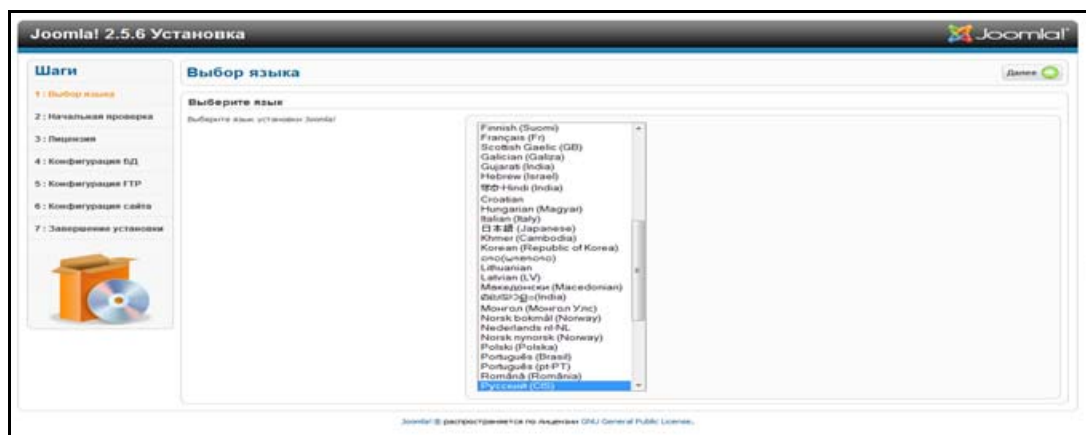 Joomla! 2.5.6 Установка
Joomla!
Шаги
1 : Выбор языка
2 : Начальная проверка
3 : Лицензия
4 : Конфигурация БД
5 : Конфигурация FTP
6 : Конфигурация сайта
7 : Завершение установки
Выбор языка
Далее
Выберите язык
Выберите язык установки Joomla!
Finnish (Suomi)
Français (Fr)
Scottish Gaelic (GB)
Galician (Galiza)
Gujarati (India)
Hebrew (Israel)
हिंदी-Hindi (India)
Croatian
Hungarian (Magyar)
Italian (Italy)
日本語 (Japanese)
Khmer (Cambodia)
Korean (Republic of Korea)
Lithuanian
Latvian (LV)
Македонски (Macedonian)
(India)
Монгол (Монгол Улс)
Norsk bokmål (Norway)
Nederlands nl-NL
Norsk nynorsk (Norway)
Polski (Polska)
Português (Brasil)
Português (pt-PT)
Română (România)
Русский (CIS)
Joomla! ® распространяется по лицензии GNU General Public License.